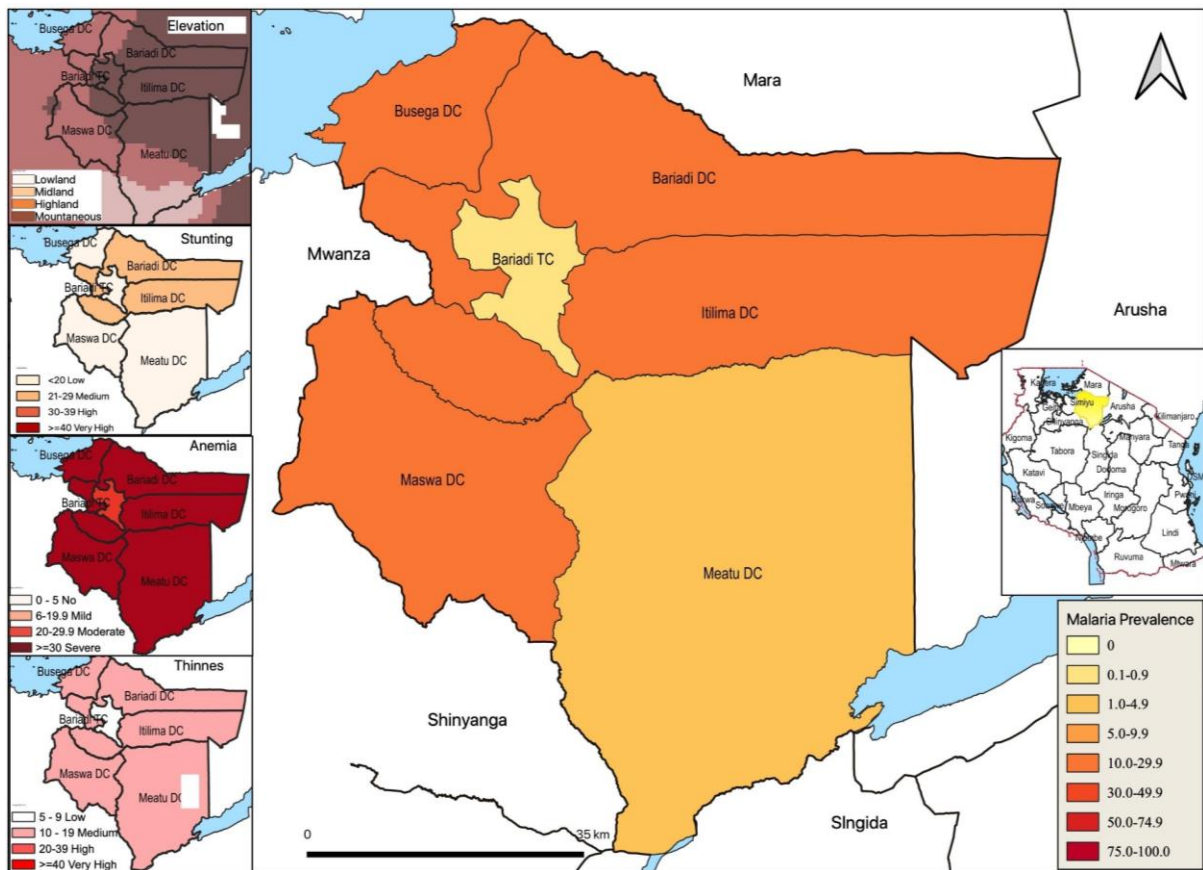 Elevation
Busega DC
Bariadi DC
Bariadi TC
Itilima DC
Maswa DC
Meatu DC
Lowland
Midland
Highland
Mountaneous
Stunting
Busega DC
Bariadi DC
Bariadi TC
Itilima DC
Maswa DC
Meatu DC
<20 Low
21-29 Medium
30-39 High
>=40 Very High
Anemia
Busega DC
Bariadi DC
Bariadi TC
Itilima DC
Maswa DC
Meatu DC
0 - 5 No
6-19.9 Mild
20-29.9 Moderate
>=30 Severe
Thinnes
Busega DC
Bariadi DC
Bariadi TC
Itilima DC
Maswa DC
Meatu DC
5 - 9 Low
10 - 19 Medium
20-39 High
>=40 Very High
Mara
Busega DC
Bariadi DC
Mwanza
Bariadi TC
Itilima DC
Arusha
Maswa DC
Meatu DC
Shinyanga
SIngida
0
35 km
Kagera
Mara
Simiyu
Geita
Arusha
Shinyanga
Kilimanjaro
Kigoma
Manyara
Tanga
Tabora
Singida
Dodoma
Katavi
Iringa
Mbeya
Morogoro
Lindi
Ruvuma
Mtwara
Malaria Prevalence
0
0.1-0.9
1.0-4.9
5.0-9.9
10.0-29.9
30.0-49.9
50.0-74.9
75.0-100.0